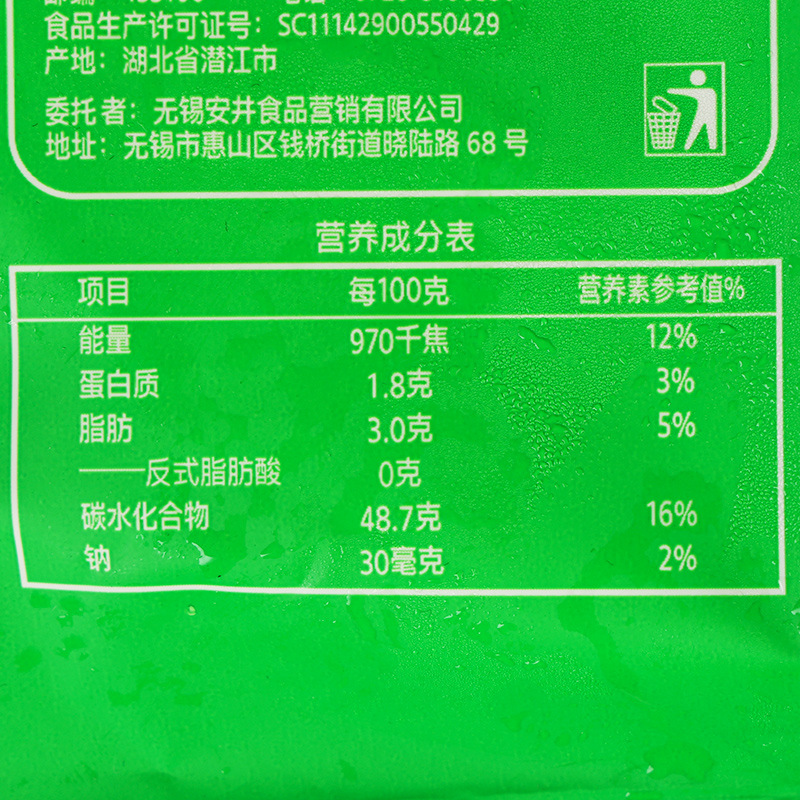 食品生产许可证号：SC11142900550429
产地：湖北省潜江市
委托者：无锡安井食品营销有限公司
地址：无锡市惠山区钱桥街道晓陆路 68 号
营养成分表
项目 每100克 营养素参考值%
能量 970千焦 12%
蛋白质 1.8克 3%
脂肪 3.0克 5%
——反式脂肪酸 0克
碳水化合物 48.7克 16%
钠 30毫克 2%